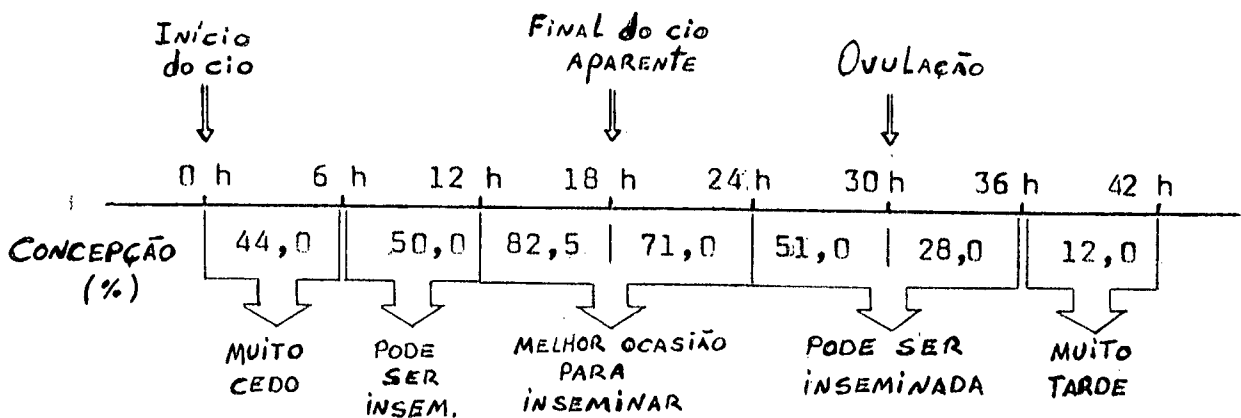 INÍCIO
do cio
FINAL do cio
APARENTE
OVULAÇÃO
0 h 6 h 12 h 18 h 24 h 30 h 36 h 42 h
CONCEPÇÃO
(%)
44,0 50,0 82,5 71,0 51,0 28,0 12,0
MUITO
CEDO
PODE
SER
INSEM.
MELHOR OCASIÃO
PARA
INSEMINAR
PODE SER
INSEMINADA
MUITO
TARDE